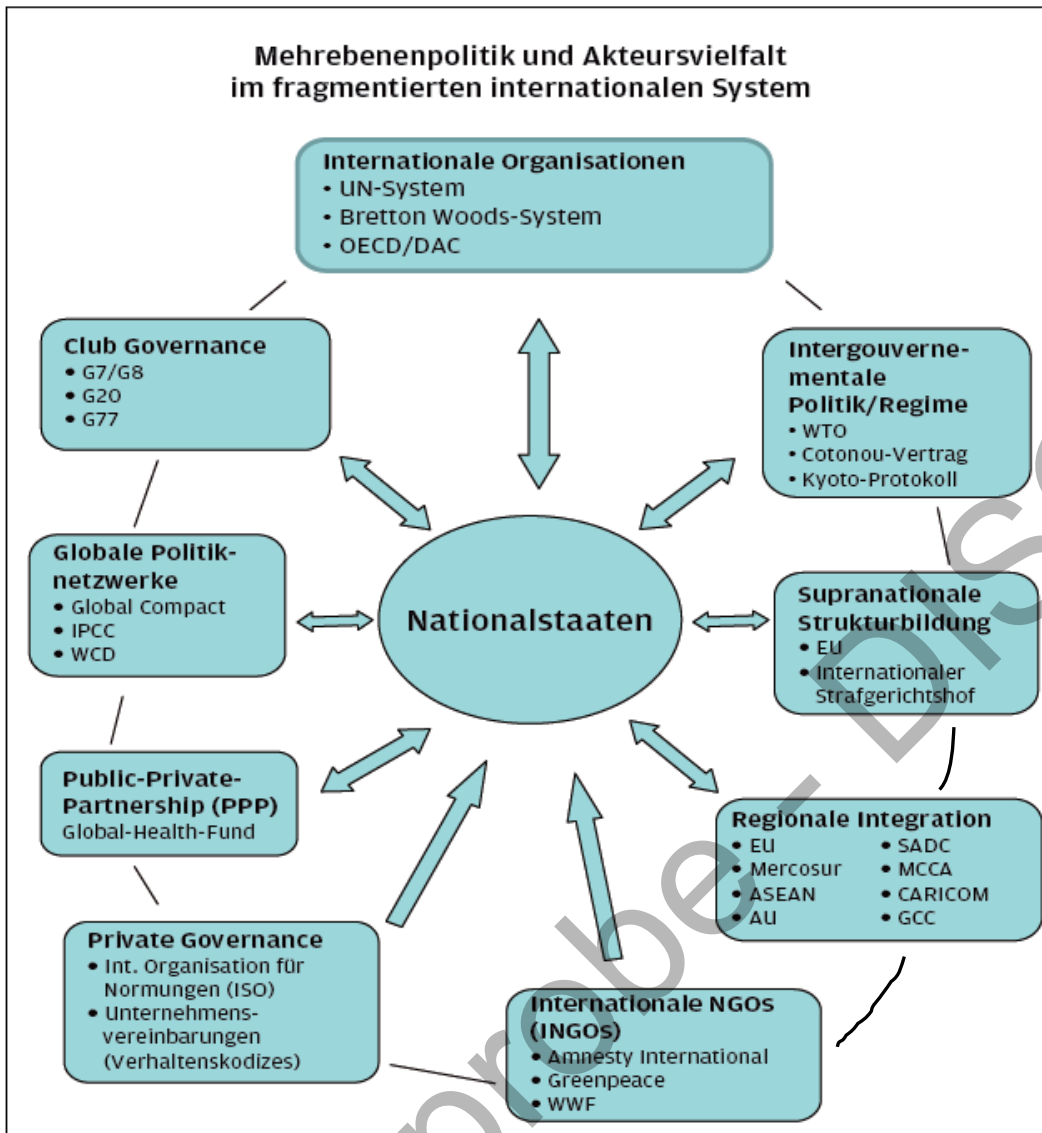 Mehrebenenpolitik und Akteursvielfalt
im fragmentierten internationalen System
Internationale Organisationen
• UN-System
• Bretton Woods-System
• OECD/DAC
Club Governance
• G7/G8
• G20
• G77
Intergouverne-
mentale
Politik/Regime
• WTO
• Cotonou-Vertrag
• Kyoto-Protokoll
Globale Politik-
netzwerke
• Global Compact
• IPCC
• WCD
Nationalstaaten
Supranationale
Strukturbildung
• EU
• Internationaler
Strafgerichtshof
Public-Private-
Partnership (PPP)
Global-Health-Fund
Regionale Integration
• EU
• Mercosur
• ASEAN
• AU
• SADC
• MCCA
• CARICOM
• GCC
Private Governance
• Int. Organisation für
Normungen (ISO)
• Unternehmens-
vereinbarungen
(Verhaltenskodizes)
Internationale NGOs
(INGOs)
• Amnesty International
• Greenpeace
• WWF
probe - DISC